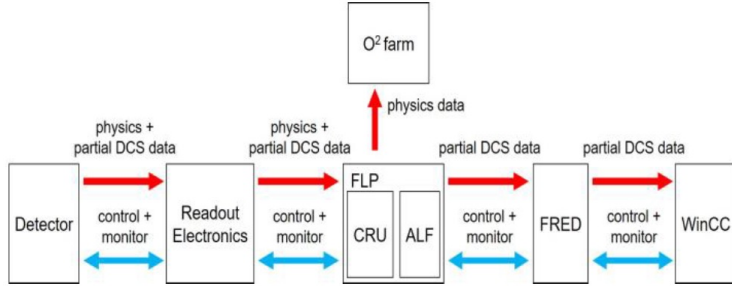 O² farm
physics data
physics +
partial DCS data
physics +
partial DCS data
partial DCS data
partial DCS data
Detector
control +
monitor
Readout
Electronics
control +
monitor
FLP
CRU
ALF
control +
monitor
FRED
control +
monitor
WinCC